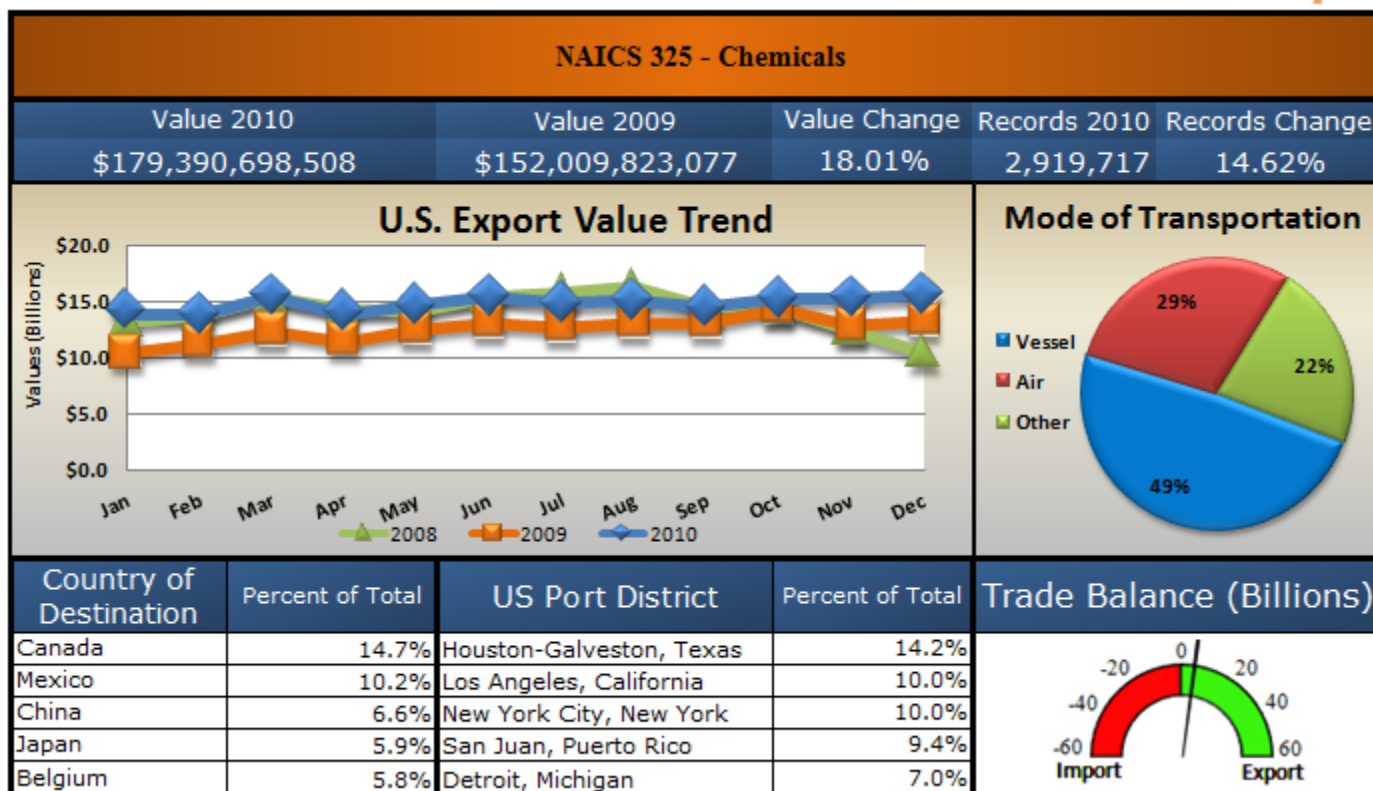 NAICS 325 - Chemicals
Value 2010 Value 2009 Value Change Records 2010 Records Change
$179,390,698,508 $152,009,823,077 18.01% 2,919,717 14.62%
U.S. Export Value Trend
Values (Billions)
$20.0
$15.0
$10.0
$5.0
$0.0
Jan Feb Mar Apr May Jun Jul Aug Sep Oct Nov Dec
2008 2009 2010
Mode of Transportation
Vessel
Air
Other
29%
22%
49%
Country of
Destination
Percent of Total
US Port District
Percent of Total
Canada 14.7% Houston-Galveston, Texas 14.2%
Mexico 10.2% Los Angeles, California 10.0%
China 6.6% New York City, New York 10.0%
Japan 5.9% San Juan, Puerto Rico 9.4%
Belgium 5.8% Detroit, Michigan 7.0%
Trade Balance (Billions)
0
-20 20
-40 40
-60 60
Import Export